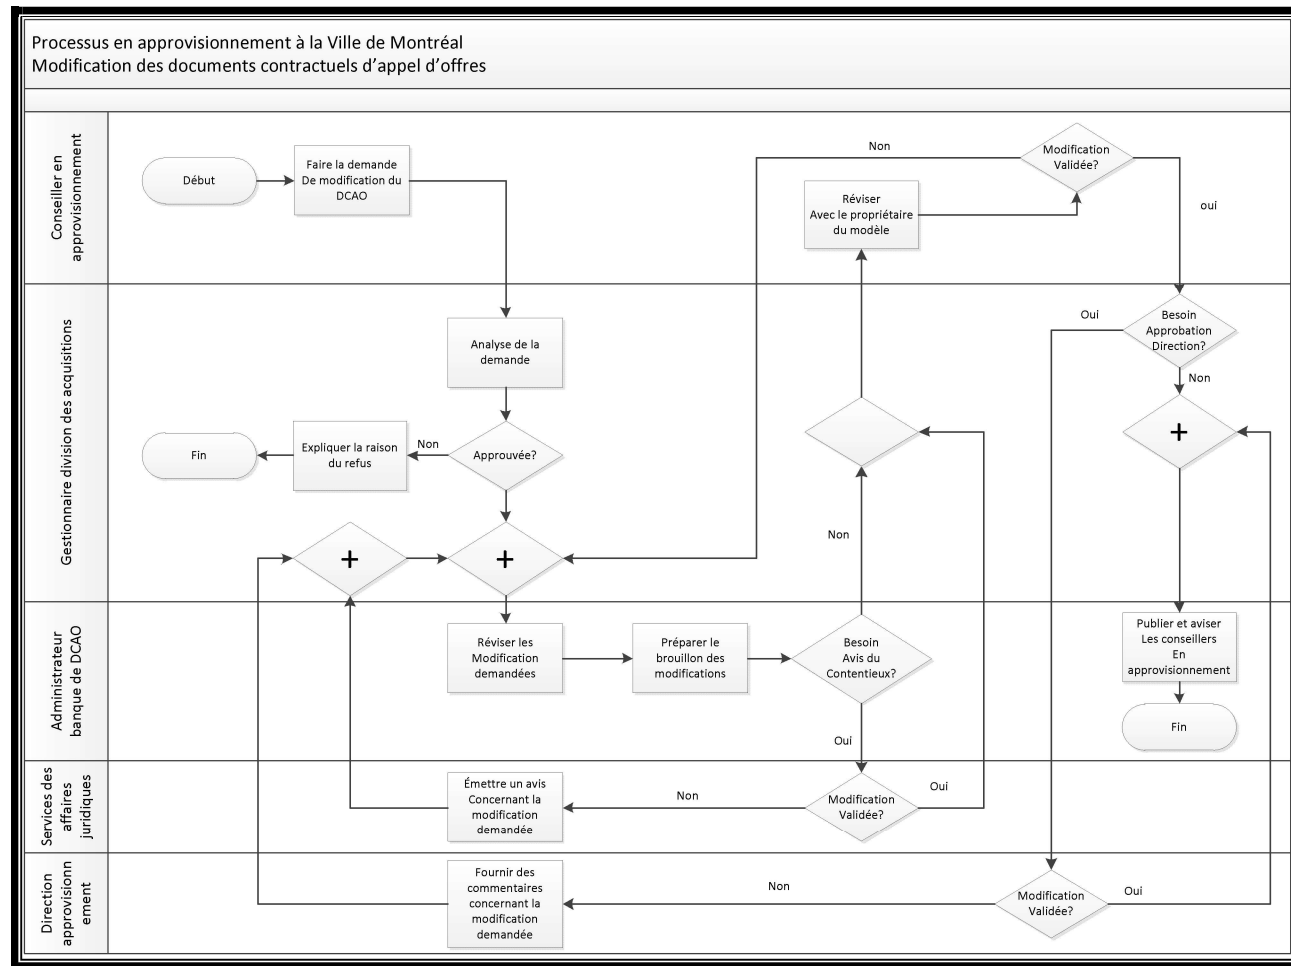 Processus en approvisionnement à la Ville de Montréal
Modification des documents contractuels d'appel d'offres
Conseiller en
approvisionnement
Début
Faire la demande
De modification du
DCAO
Non
Modification
Validée?
oui
Réviser
Avec le propriétaire
du modèle
Gestionnaire division des acquisitions
Analyse de la
demande
Oui
Besoin
Approbation
Direction?
Non
+
Fin
Expliquer la raison
du refus
Non
Approuvée?
Non
+
+
Administrateur
banque de DCAO
Réviser les
Modification
demandées
Préparer le
brouillon des
modifications
Besoin
Avis du
Contentieux?
Oui
Publier et aviser
Les conseillers
En
approvisionnement
Fin
Services des
affaires
juridiques
Émettre un avis
Concernant la
modification
demandée
Non
Modification
Validée?
Oui
Direction
approvisionn
ement
Fournir des
commentaires
concernant la
modification
demandée
Non
Modification
Validée?
Oui